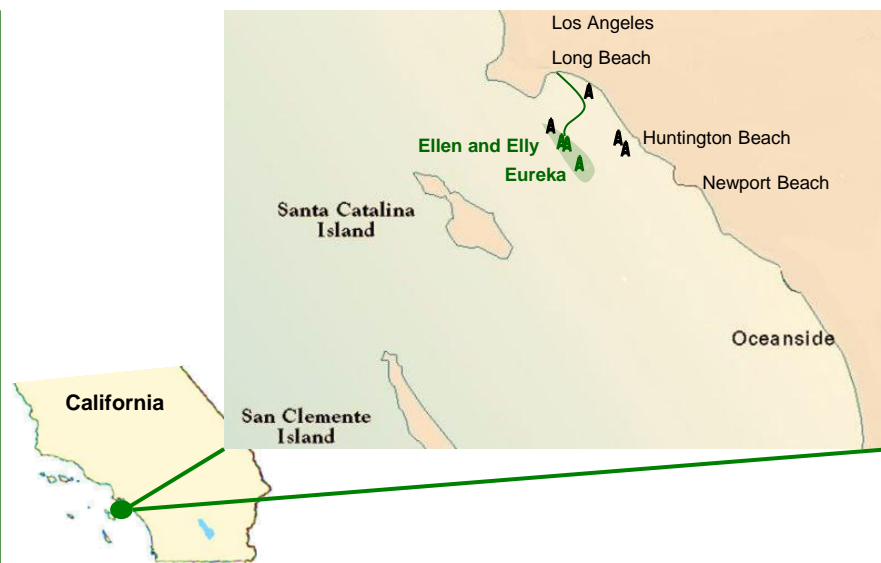 Los Angeles
Long Beach
Huntington Beach
Ellen and Elly
Eureka
Newport Beach
Santa Catalina
Island
Oceanside
California
San Clemente
Island